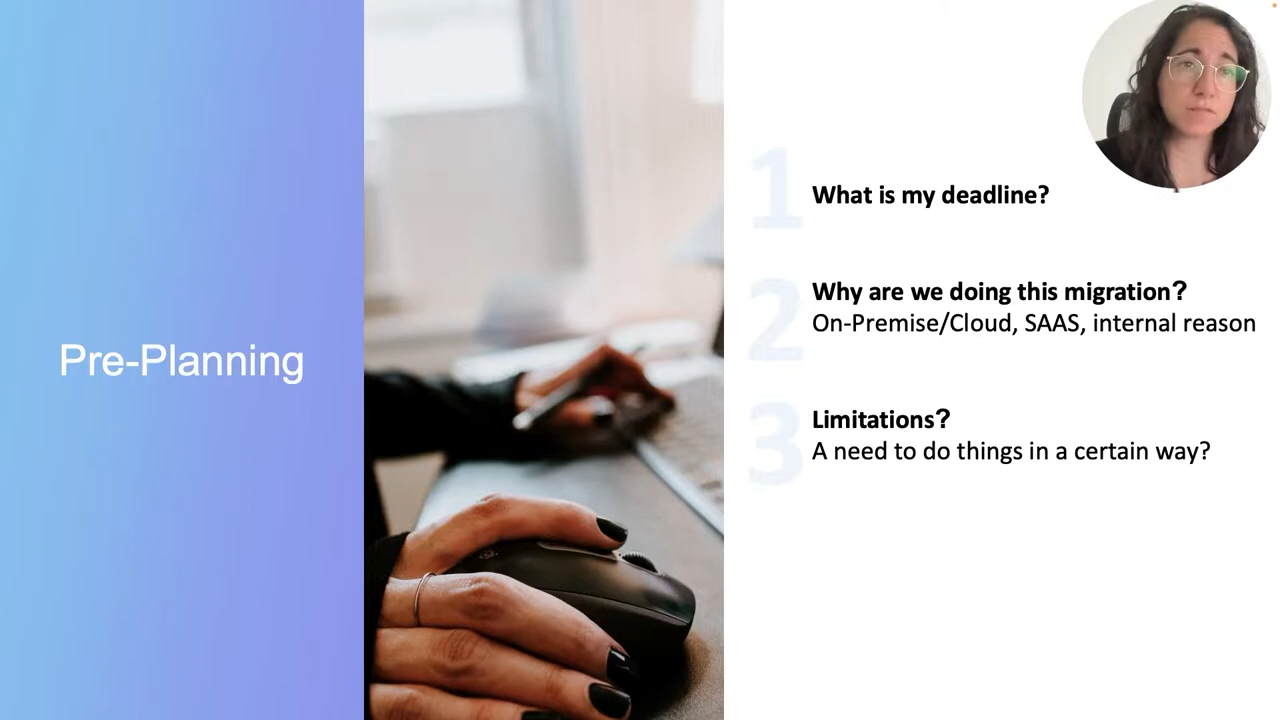 Pre-Planning
1
What is my deadline?
2
Why are we doing this migration?
On-Premise/Cloud, SAAS, internal reason
3
Limitations?
A need to do things in a certain way?